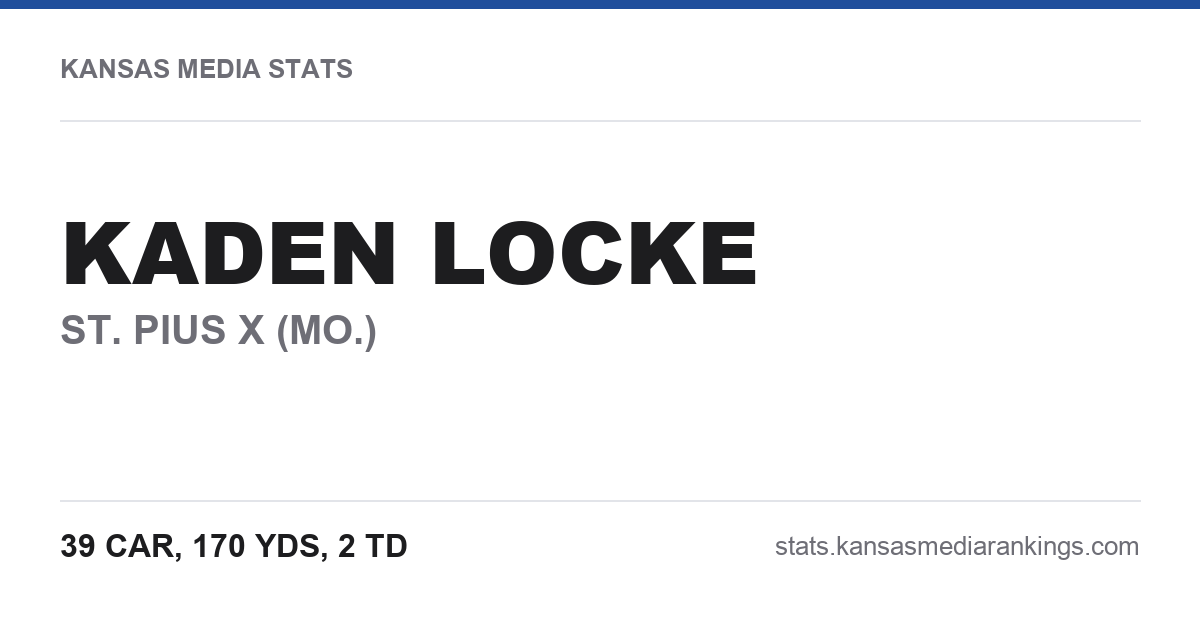 KANSAS MEDIA STATS
KADEN LOCKE
ST. PIUS X (MO.)
39 CAR, 170 YDS, 2 TD
stats.kansasmediarankings.com